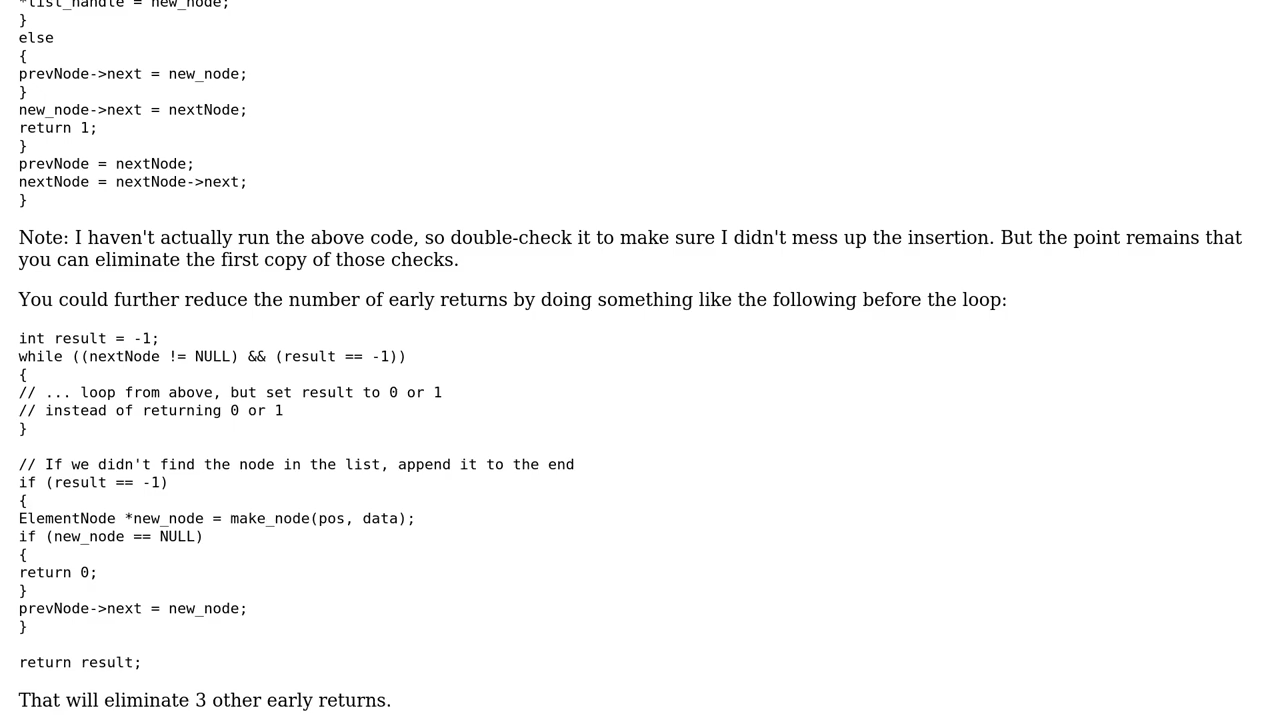 *list_handle = new_node;
}
else
{
prevNode->next = new_node;
}
new_node->next = nextNode;
return 1;
}
prevNode = nextNode;
nextNode = nextNode->next;
}
Note: I haven't actually run the above code, so double-check it to make sure I didn't mess up the insertion. But the point remains that
you can eliminate the first copy of those checks.
You could further reduce the number of early returns by doing something like the following before the loop:
int result = -1;
while ((nextNode != NULL) && (result == -1))
{
// ... loop from above, but set result to 0 or 1
// instead of returning 0 or 1
}
// If we didn't find the node in the list, append it to the end
if (result == -1)
{
ElementNode *new_node = make_node(pos, data);
if (new_node == NULL)
{
return 0;
}
prevNode->next = new_node;
}
return result;
That will eliminate 3 other early returns.